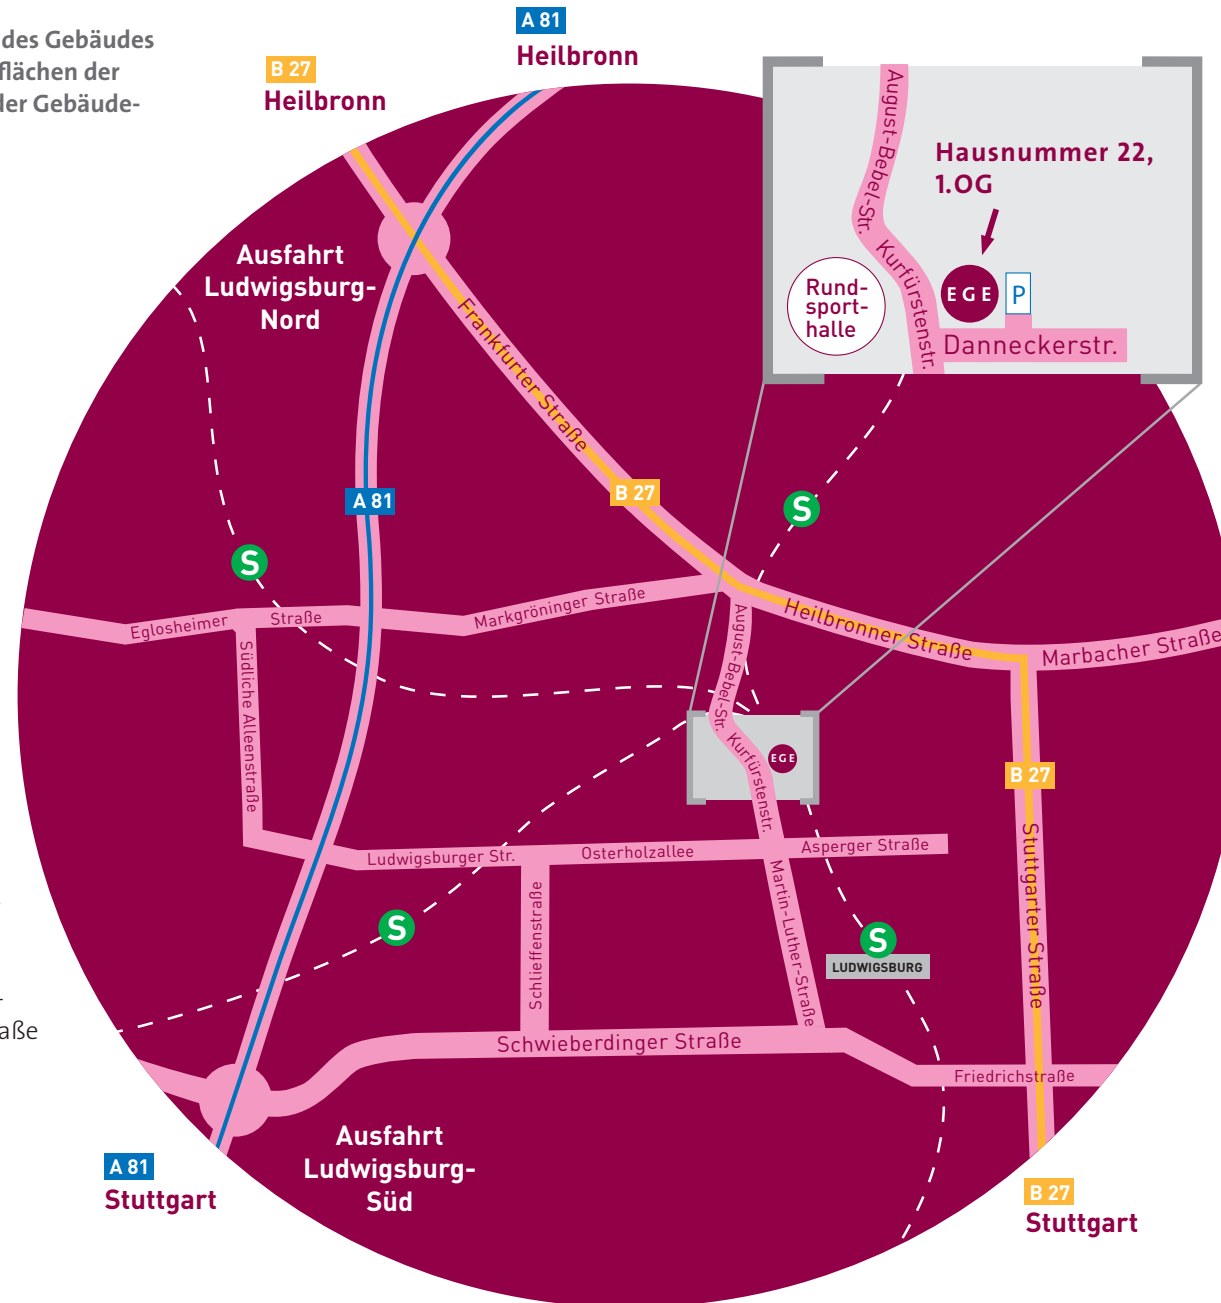 des Gebäudes
flächen der
der Gebäude-
A 81
Heilbronn
B 27
Heilbronn
August-Bebel-Str.
Hausnummer 22,
1.OG
Kurfürstenstr.
Rund-
sport-
halle
EGE
P
Danneckerstr.
Ausfahrt
Ludwigsburg-
Nord
Frankfurter Straße
A 81
B 27
S
S
Eglosheimer Straße
Markgröninger Straße
August-Bebel-Str.
Heilbronner Straße
Marbacher Straße
Südliche Alleenstraße
Kurfürstenstr.
EGE
B 27
Ludwigsburger Str.
Osterholzallee
Asperger Straße
Stuttgarter Straße
Schlieffenstraße
Martin-Luther-Straße
S
S
LUDWIGSBURG
aße
Schwieberdinger Straße
Friedrichstraße
Ausfahrt
Ludwigsburg-
Süd
A 81
Stuttgart
B 27
Stuttgart